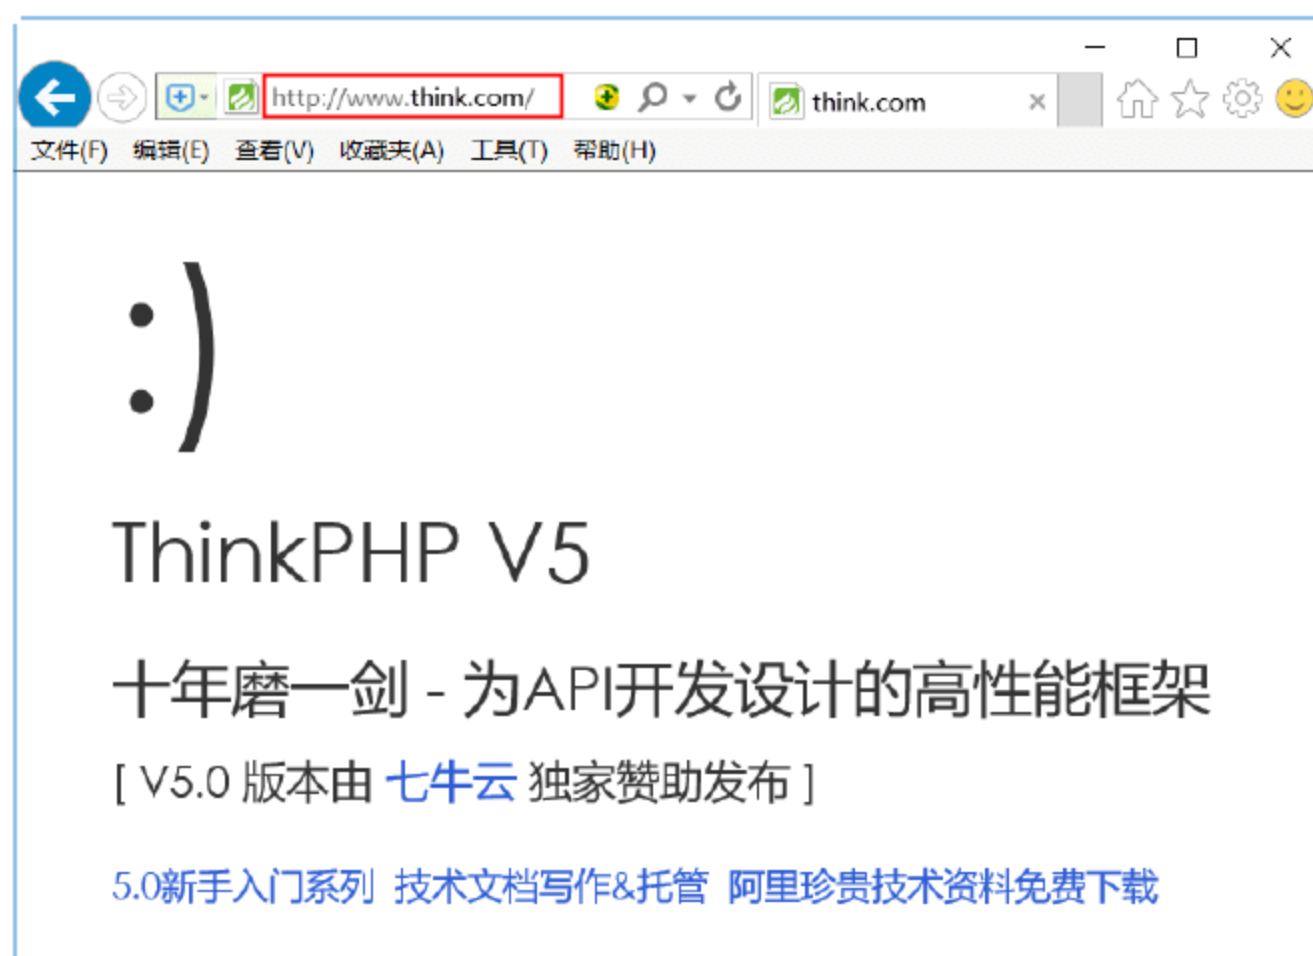 http://www.think.com/ think.com
文件(F) 编辑(E) 查看(V) 收藏夹(A) 工具(T) 帮助(H)
:)
ThinkPHP V5
十年磨一剑 - 为API开发设计的高性能框架
[ V5.0 版本由 七牛云 独家赞助发布 ]
5.0新手入门系列 技术文档写作&托管 阿里珍贵技术资料免费下载